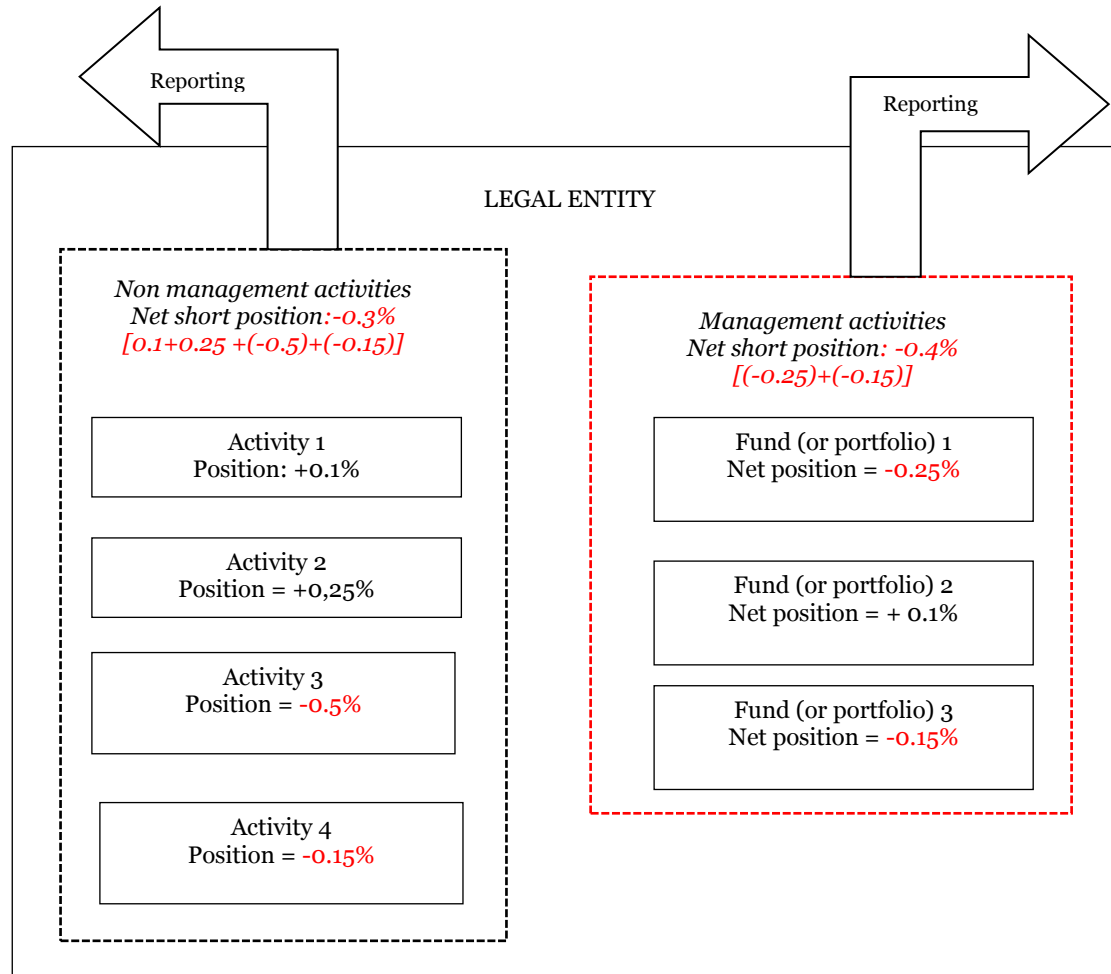 Reporting
Reporting
LEGAL ENTITY
Non management activities
Net short position:-0.3%
[0.1+0.25 +(-0.5)+(-0.15)]
Activity 1
Position: +0.1%
Activity 2
Position = +0,25%
Activity 3
Position = -0.5%
Activity 4
Position = -0.15%
Management activities
Net short position: -0.4%
[(-0.25)+(-0.15)]
Fund (or portfolio) 1
Net position = -0.25%
Fund (or portfolio) 2
Net position = + 0.1%
Fund (or portfolio) 3
Net position = -0.15%